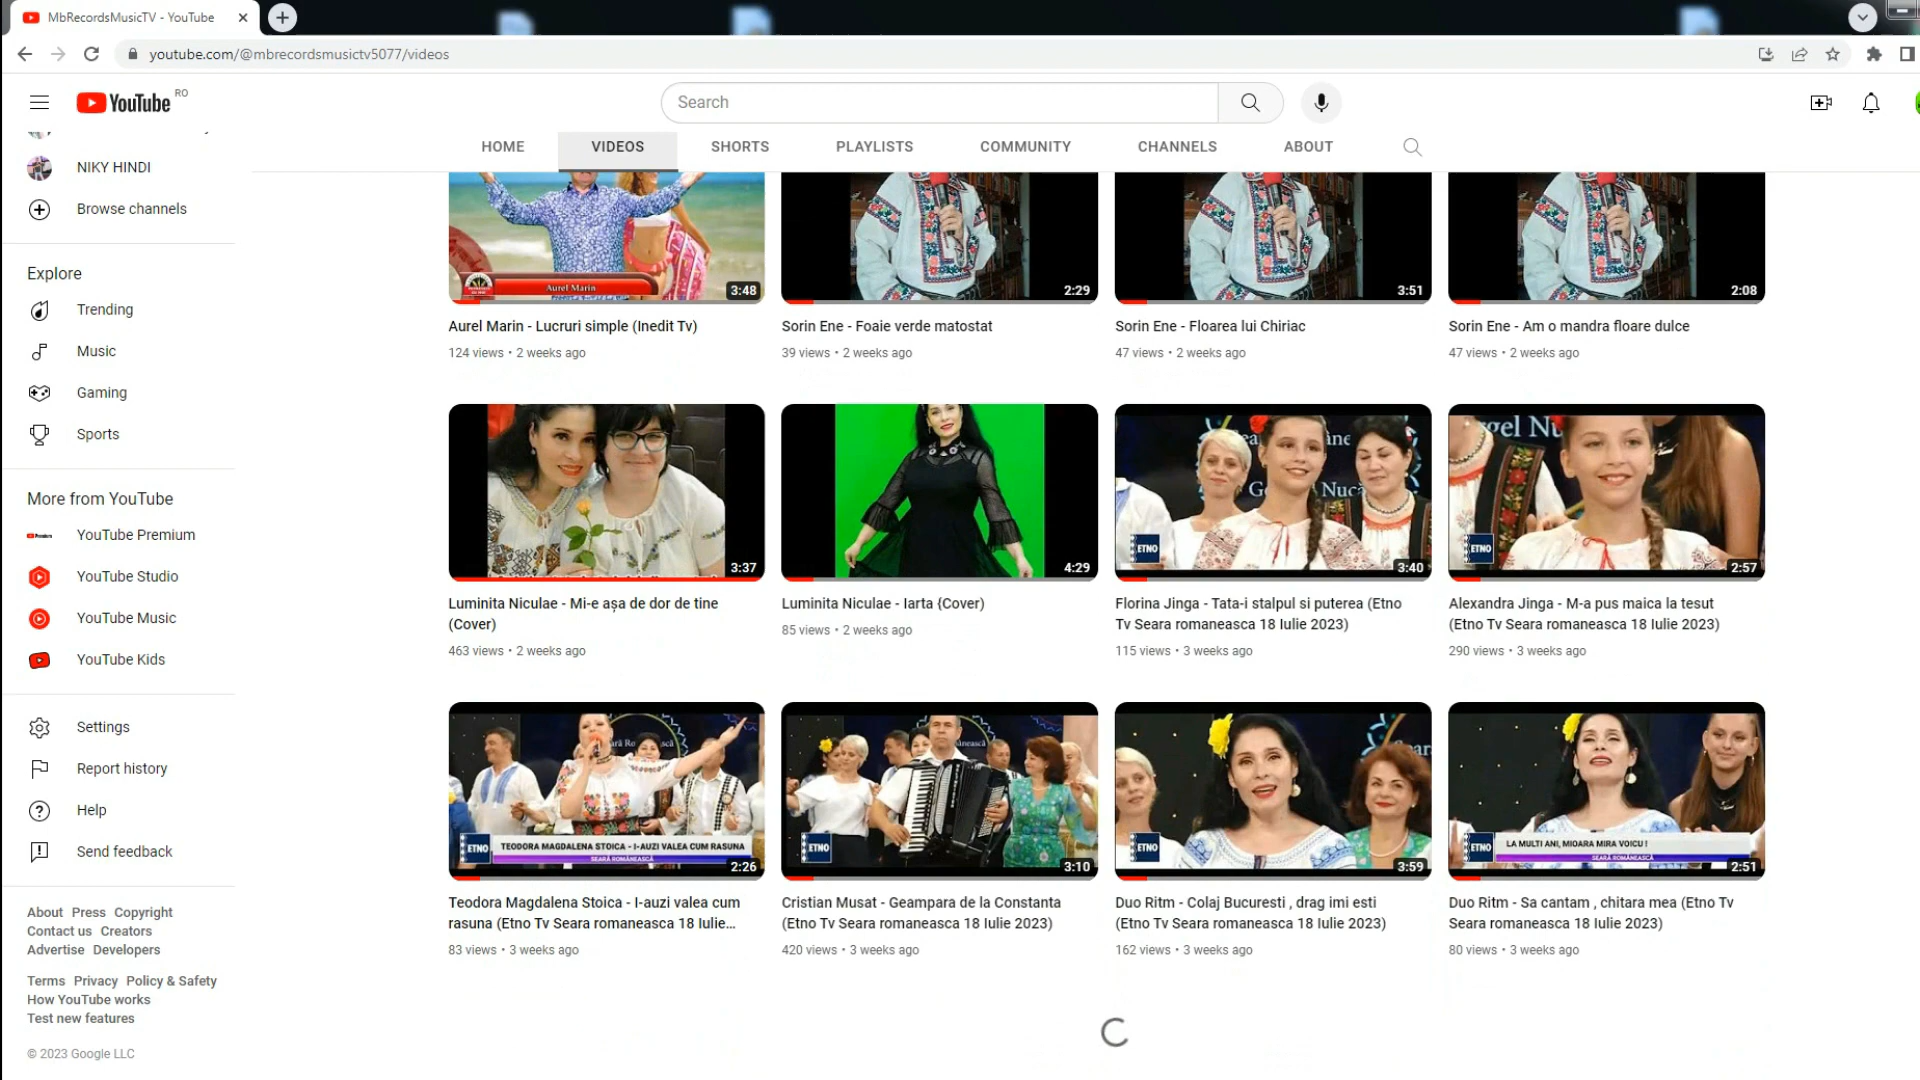 MbRecordsMusicTV - YouTube
youtube.com/@mbrecordsmusictv5077/videos
YouTube RO
Search
HOME VIDEOS SHORTS PLAYLISTS COMMUNITY CHANNELS ABOUT
NIKY HINDI
Browse channels
Explore
Trending
Music
Gaming
Sports
More from YouTube
YouTube Premium
YouTube Studio
YouTube Music
YouTube Kids
Settings
Report history
Help
Send feedback
About Press Copyright
Contact us Creators
Advertise Developers
Terms Privacy Policy & Safety
How YouTube works
Test new features
© 2023 Google LLC
Aurel Marin
3:48
Aurel Marin - Lucruri simple (Inedit Tv)
124 views • 2 weeks ago
2:29
Sorin Ene - Foaie verde matostat
39 views • 2 weeks ago
3:51
Sorin Ene - Floarea lui Chiriac
47 views • 2 weeks ago
2:08
Sorin Ene - Am o mandra floare dulce
47 views • 2 weeks ago
3:37
Luminita Niculae - Mi-e așa de dor de tine
(Cover)
463 views • 2 weeks ago
4:29
Luminita Niculae - Iarta {Cover)
85 views • 2 weeks ago
ETNO
3:40
Florina Jinga - Tata-i stalpul si puterea (Etno
Tv Seara romaneasca 18 Iulie 2023)
115 views • 3 weeks ago
ETNO
2:57
Alexandra Jinga - M-a pus maica la tesut
(Etno Tv Seara romaneasca 18 Iulie 2023)
290 views • 3 weeks ago
ETNO
TEODORA MAGDALENA STOICA - I-AUZI VALEA CUM RASUNA
SEARĂ ROMÂNEASCĂ
2:26
Teodora Magdalena Stoica - I-auzi valea cum
rasuna (Etno Tv Seara romaneasca 18 Iulie...
83 views • 3 weeks ago
ETNO
3:10
Cristian Musat - Geampara de la Constanta
(Etno Tv Seara romaneasca 18 Iulie 2023)
420 views • 3 weeks ago
ETNO
3:59
Duo Ritm - Colaj Bucuresti , drag imi esti
(Etno Tv Seara romaneasca 18 Iulie 2023)
162 views • 3 weeks ago
ETNO
LA MULTI ANI, MIOARA MIRA VOICU !
SEARĂ ROMÂNEASCĂ
2:51
Duo Ritm - Sa cantam , chitara mea (Etno Tv
Seara romaneasca 18 Iulie 2023)
80 views • 3 weeks ago